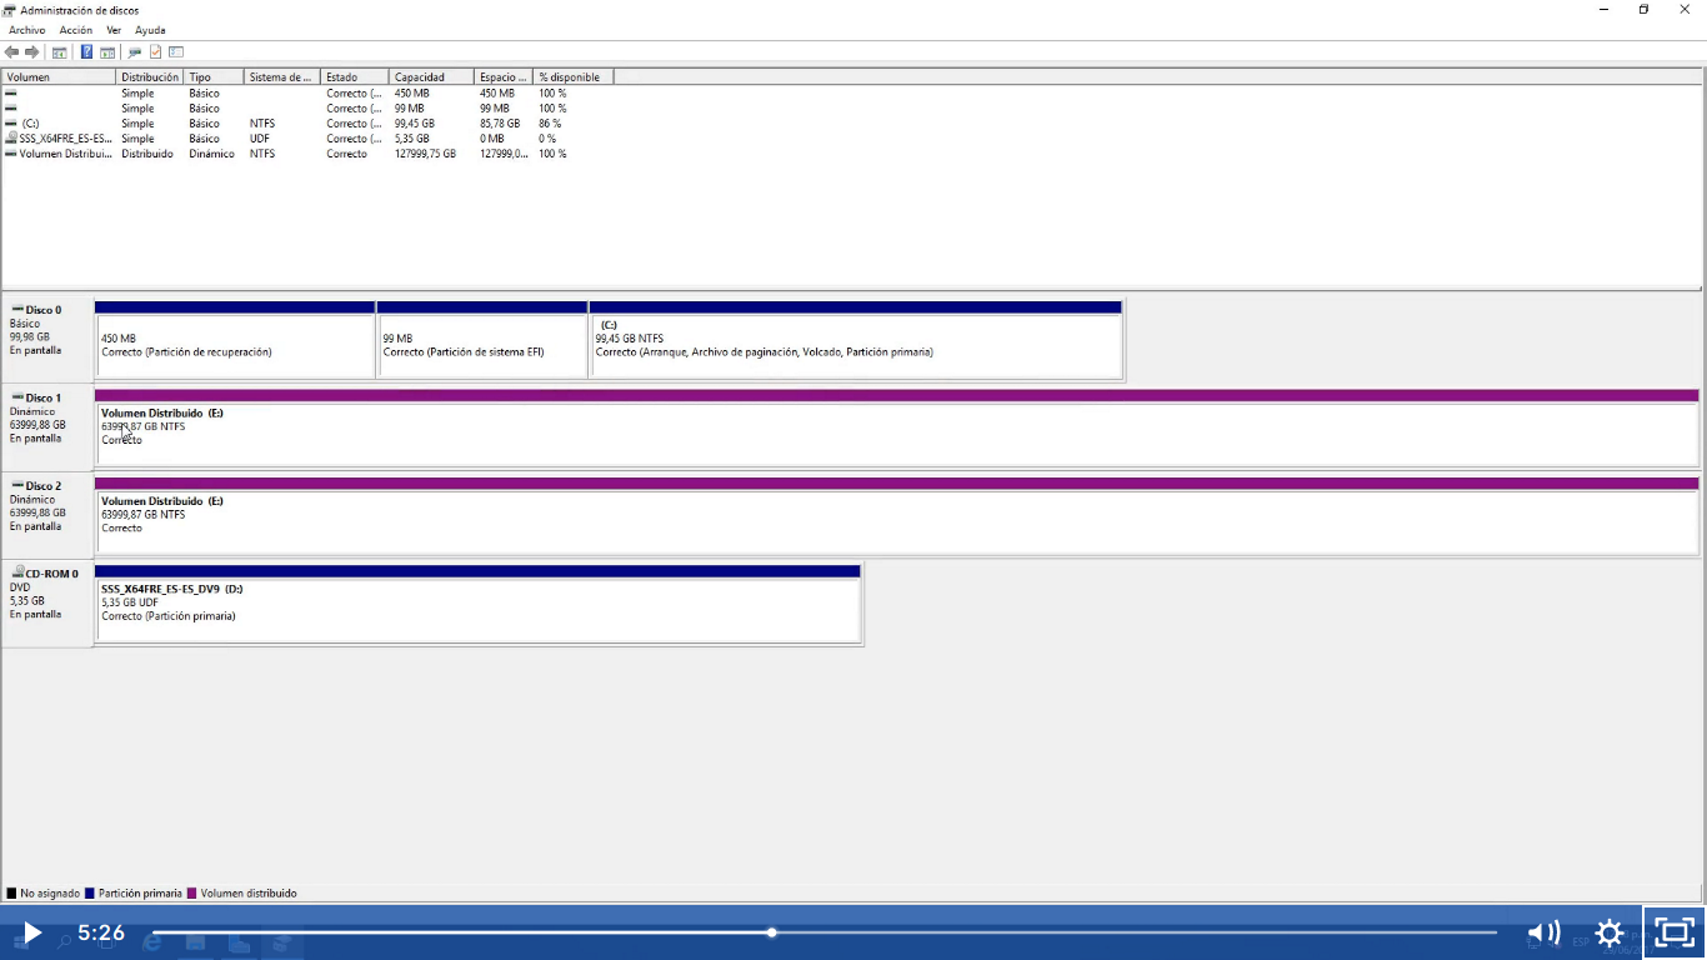 Administración de discos
Archivo Acción Ver Ayuda
Volumen Distribución Tipo Sistema de ... Estado Capacidad Espacio ... % disponible
Simple Básico Correcto (... 450 MB 450 MB 100 %
Simple Básico Correcto (... 99 MB 99 MB 100 %
(C:) Simple Básico NTFS Correcto (... 99,45 GB 85,78 GB 86 %
SSS_X64FRE_ES-ES... Simple Básico UDF Correcto (... 5,35 GB 0 MB 0 %
Volumen Distribui... Distribuido Dinámico NTFS Correcto 127999,75 GB 127999,0... 100 %
Disco 0
Básico
99,98 GB
En pantalla
450 MB
Correcto (Partición de recuperación)
99 MB
Correcto (Partición de sistema EFI)
(C:)
99,45 GB NTFS
Correcto (Arranque, Archivo de paginación, Volcado, Partición primaria)
Disco 1
Dinámico
63999,88 GB
En pantalla
Volumen Distribuido (E:)
63999,87 GB NTFS
Correcto
Disco 2
Dinámico
63999,88 GB
En pantalla
Volumen Distribuido (E:)
63999,87 GB NTFS
Correcto
CD-ROM 0
DVD
5,35 GB
En pantalla
SSS_X64FRE_ES-ES_DV9 (D:)
5,35 GB UDF
Correcto (Partición primaria)
No asignado Partición primaria Volumen distribuido
5:26
ESP